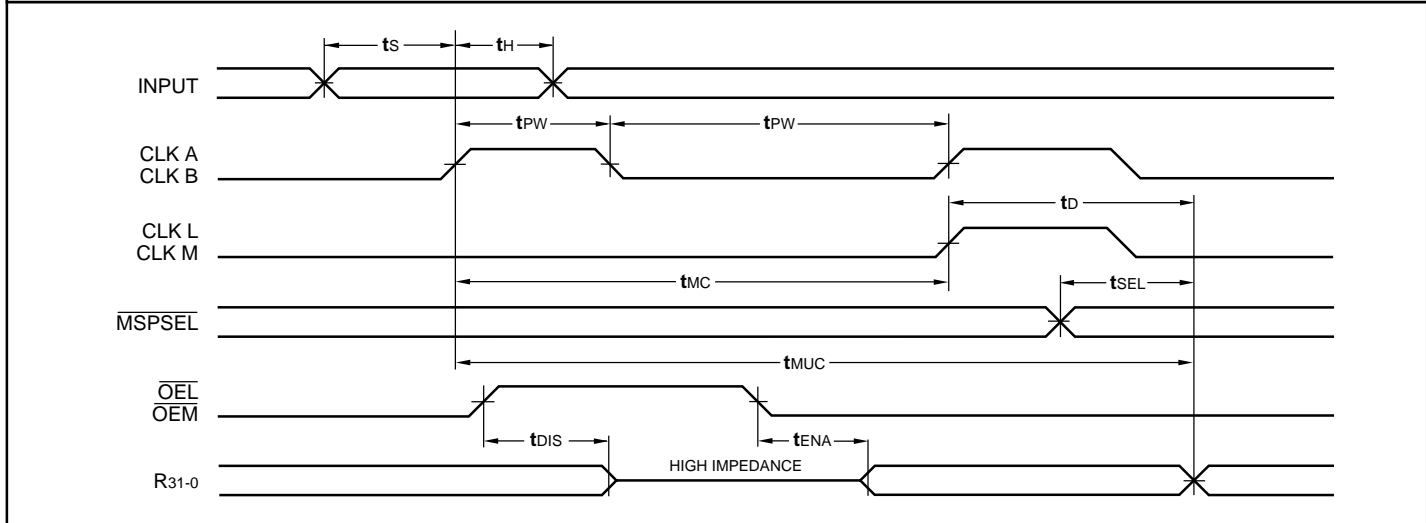 tS tH
INPUT
tPW tPW
CLK A
CLK B
tD
CLK L
CLK M
tMC tSEL
MSPSEL
tMUC
OEL
OEM
tDIS tENA
HIGH IMPEDANCE
R31-0